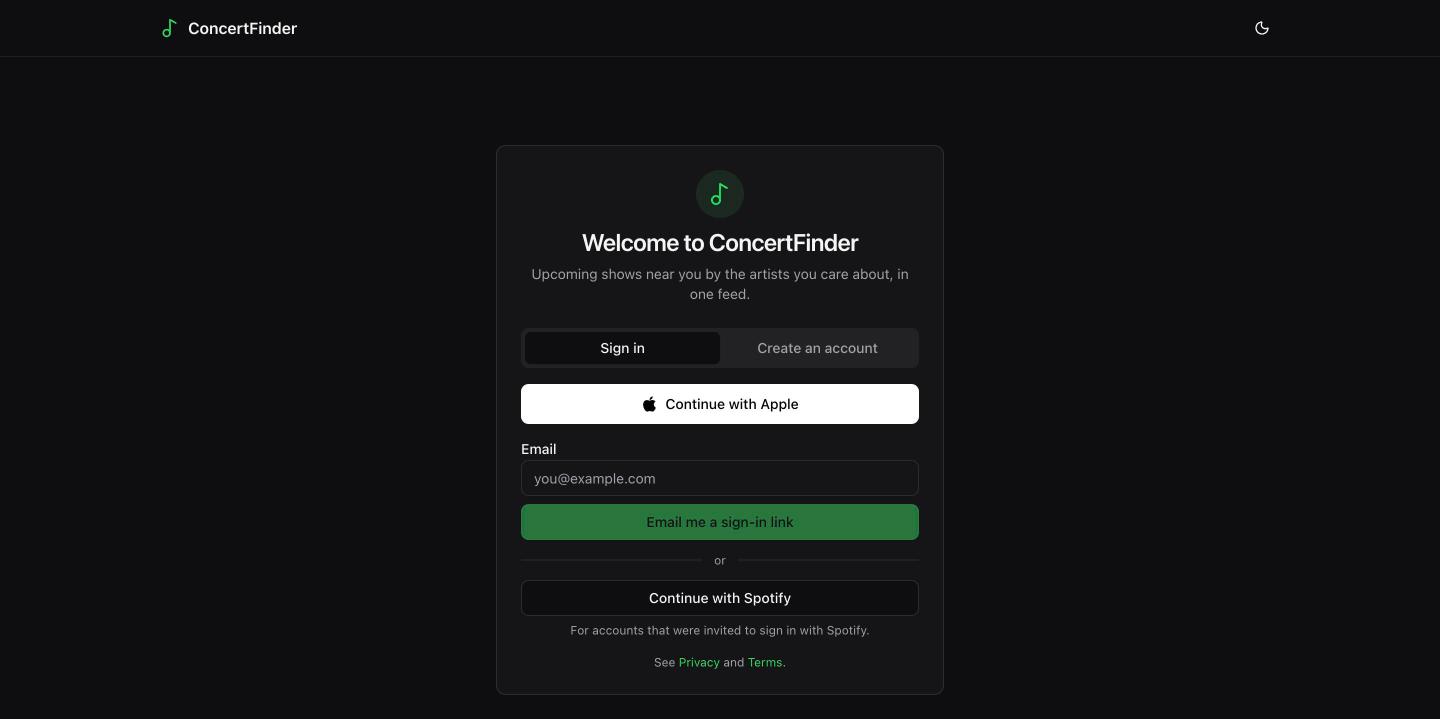 ConcertFinder
Welcome to ConcertFinder
Upcoming shows near you by the artists you care about, in
one feed.
Sign in
Create an account
Continue with Apple
Email
you@example.com
Email me a sign-in link
or
Continue with Spotify
For accounts that were invited to sign in with Spotify.
See Privacy and Terms.